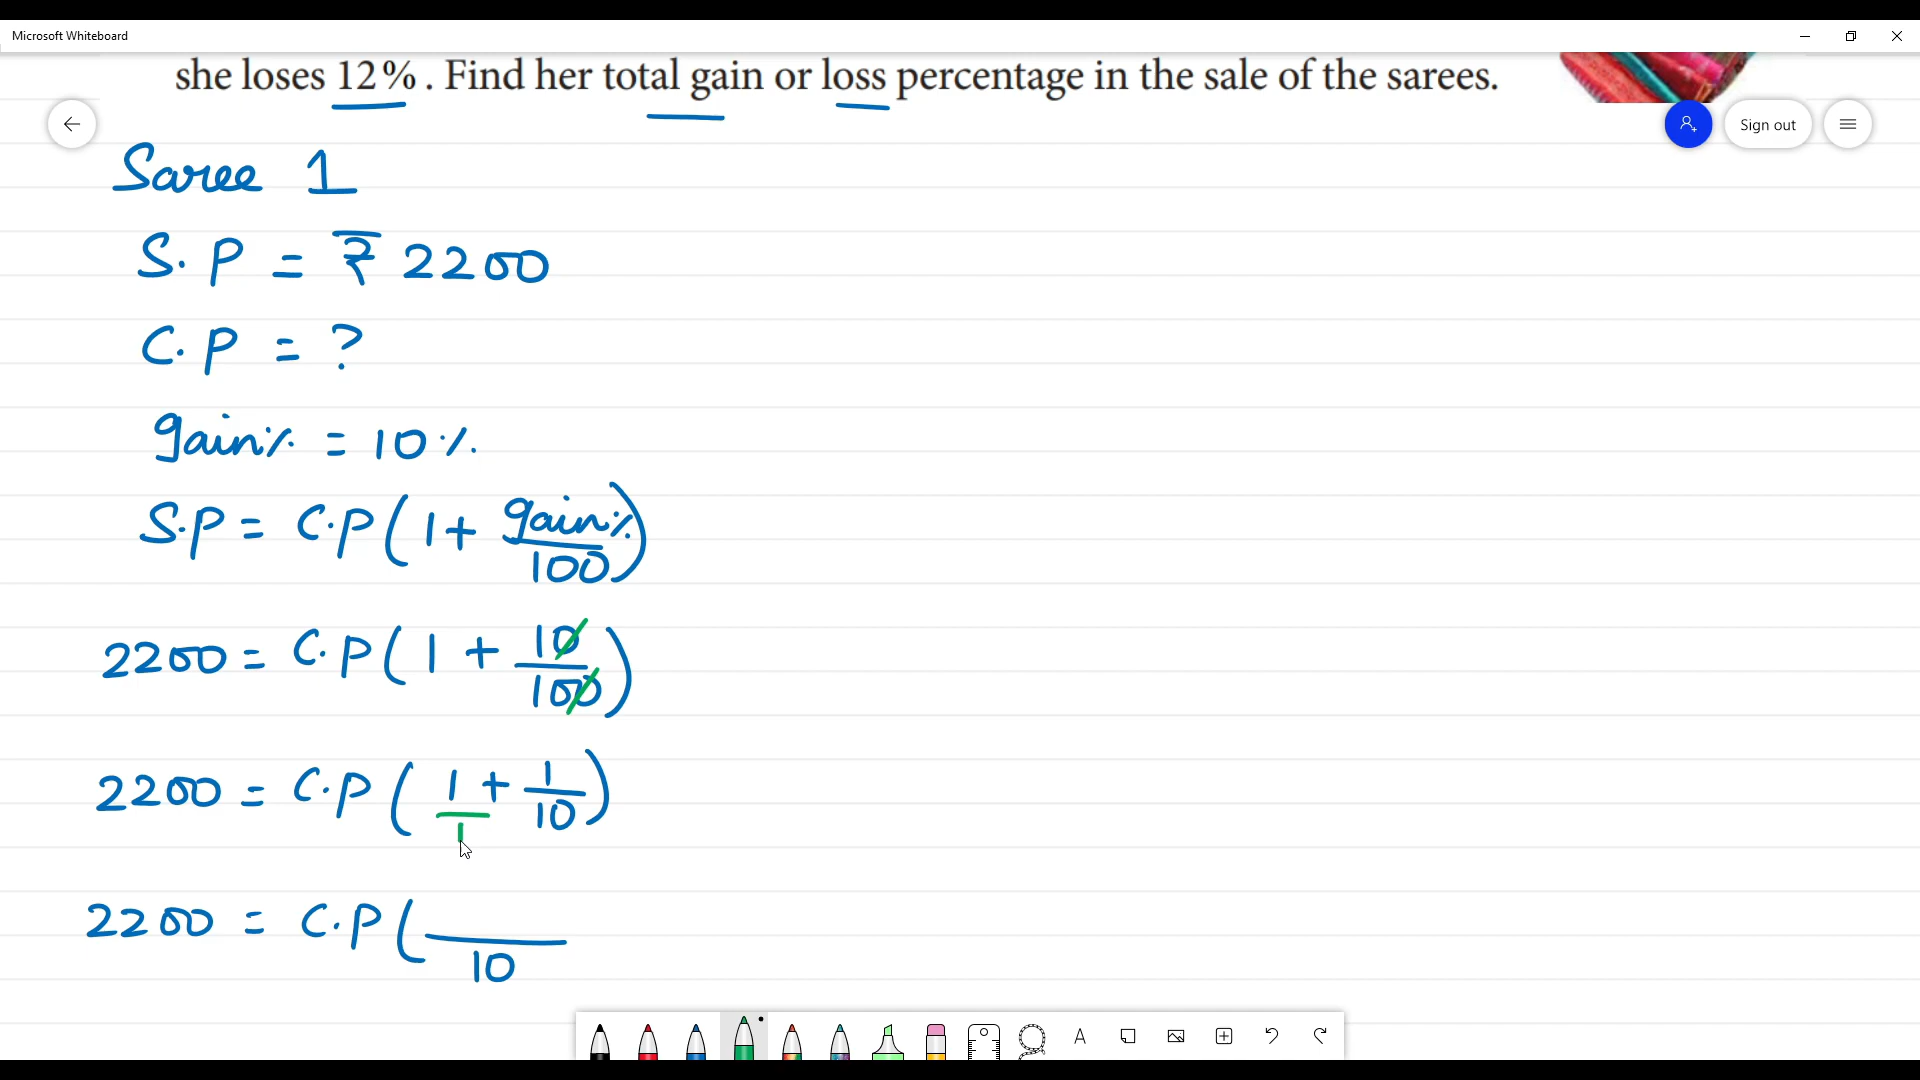 Microsoft Whiteboard
she loses 12% . Find her total gain or loss percentage in the sale of the sarees.
Sign out
Saree 1
S.P = ₹ 2200
C.P = ?
gain% = 10%
S.P = C.P ( 1 + gain% / 100 )
2200 = C.P ( 1 + 10 / 100 )
2200 = C.P ( 1 / 1 + 1 / 10 )
2200 = C.P ( / 10
A